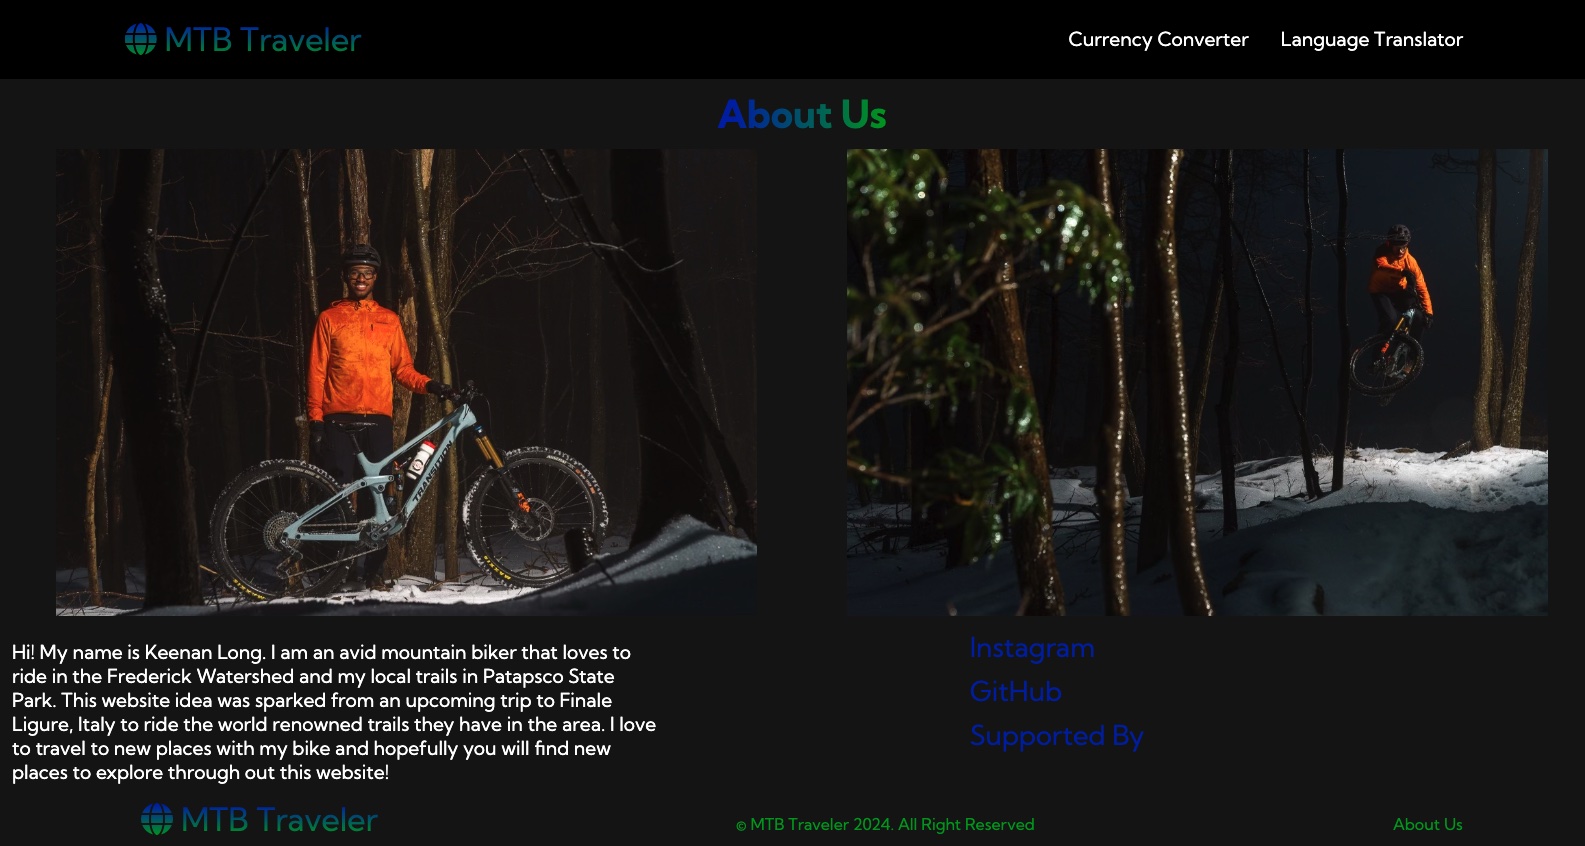 MTB Traveler
Currency Converter
Language Translator
About Us
TRANSITION
Hi! My name is Keenan Long. I am an avid mountain biker that loves to
ride in the Frederick Watershed and my local trails in Patapsco State
Park. This website idea was sparked from an upcoming trip to Finale
Ligure, Italy to ride the world renowned trails they have in the area. I love
to travel to new places with my bike and hopefully you will find new
places to explore through out this website!
Instagram
GitHub
Supported By
MTB Traveler
© MTB Traveler 2024. All Right Reserved
About Us